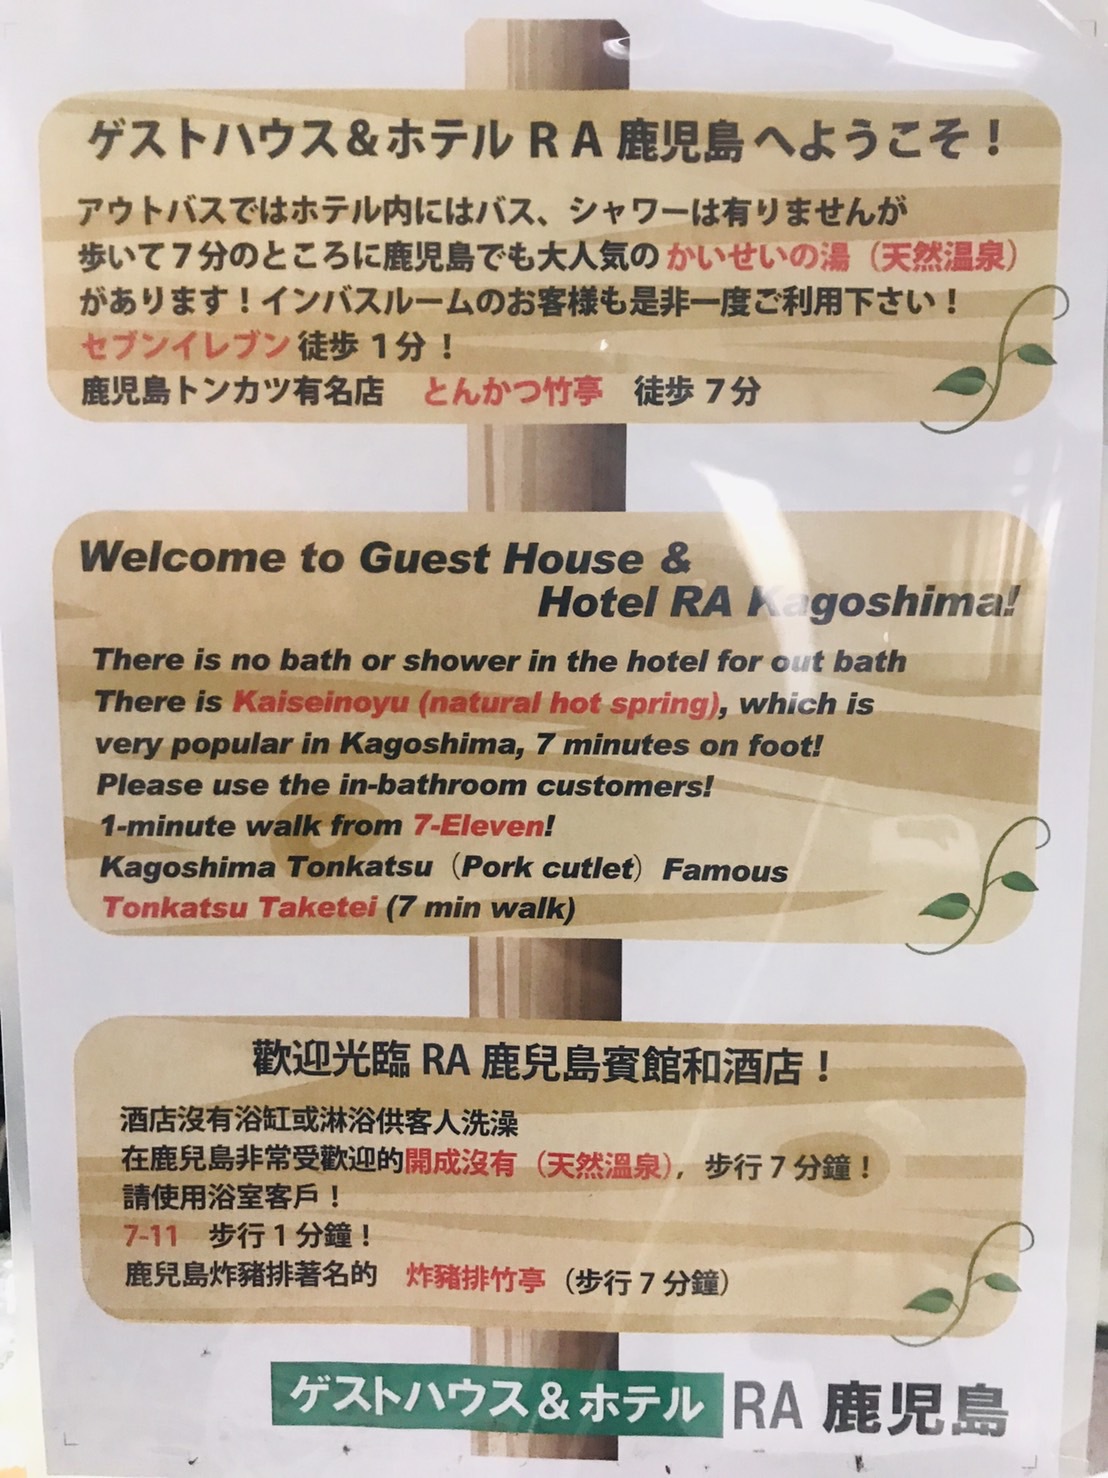 ゲストハウス＆ホテル R A 鹿児島 へようこそ！
アウトバスではホテル内にはバス、シャワーは有りませんが
歩いて７分のところに鹿児島でも大人気の かいせいの湯（天然温泉）
があります！インバスルームのお客様も是非一度ご利用下さい！
セブンイレブン 徒歩 1 分 ！
鹿児島トンカツ有名店　とんかつ竹亭　徒歩 7 分
Welcome to Guest House &
Hotel RA Kagoshima!
There is no bath or shower in the hotel for out bath
There is Kaiseinoyu (natural hot spring), which is
very popular in Kagoshima, 7 minutes on foot!
Please use the in-bathroom customers!
1-minute walk from 7-Eleven!
Kagoshima Tonkatsu（Pork cutlet）Famous
Tonkatsu Taketei (7 min walk)
歡迎光臨 RA 鹿兒島賓館和酒店！
酒店沒有浴缸或淋浴供客人洗澡
在鹿兒島非常受歡迎的開成沒有（天然溫泉），步行 7 分鐘！
請使用浴室客戶！
7-11　步行 1 分鐘！
鹿兒島炸豬排著名的　炸豬排竹亭（步行 7 分鐘）
ゲストハウス＆ホテル RA 鹿児島